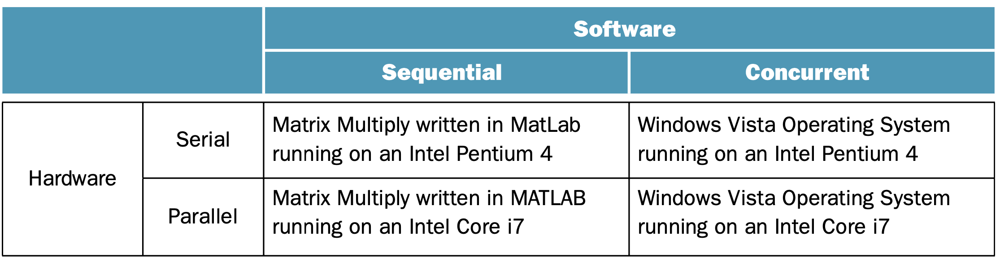 Software
Sequential
Concurrent
Hardware
Serial
Matrix Multiply written in MatLab
running on an Intel Pentium 4
Windows Vista Operating System
running on an Intel Pentium 4
Parallel
Matrix Multiply written in MATLAB
running on an Intel Core i7
Windows Vista Operating System
running on an Intel Core i7